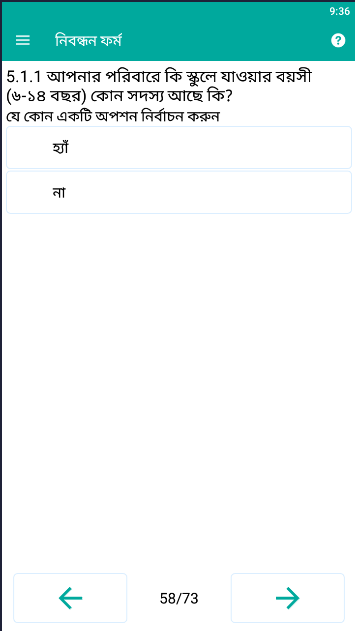 9:36
নিবন্ধন ফর্ম
?
5.1.1 আপনার পরিবারে কি স্কুলে যাওয়ার বয়সী
(৬-১৪ বছর) কোন সদস্য আছে কি?
যে কোন একটি অপশন নির্বাচন করুন
হ্যাঁ
না
58/73